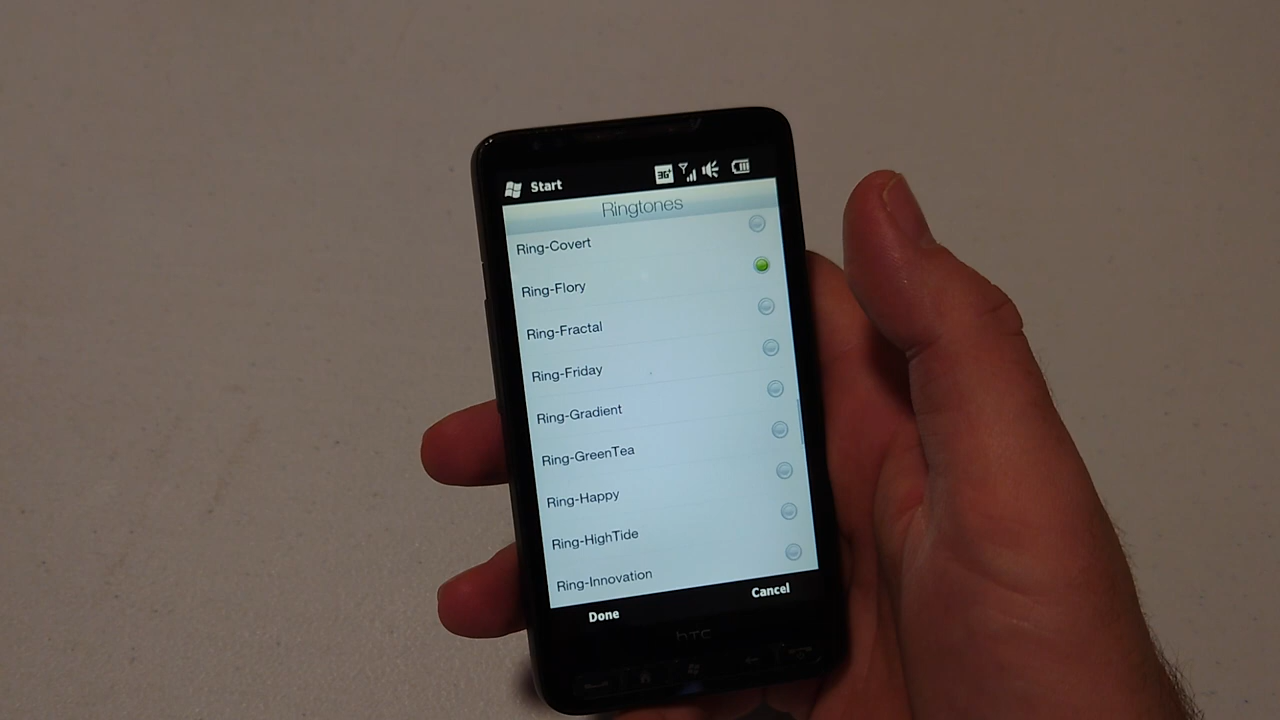 Start
3G+
Ringtones
Ring-Covert
Ring-Flory
Ring-Fractal
Ring-Friday
Ring-Gradient
Ring-GreenTea
Ring-Happy
Ring-HighTide
Ring-Innovation
Done
Cancel
hTC